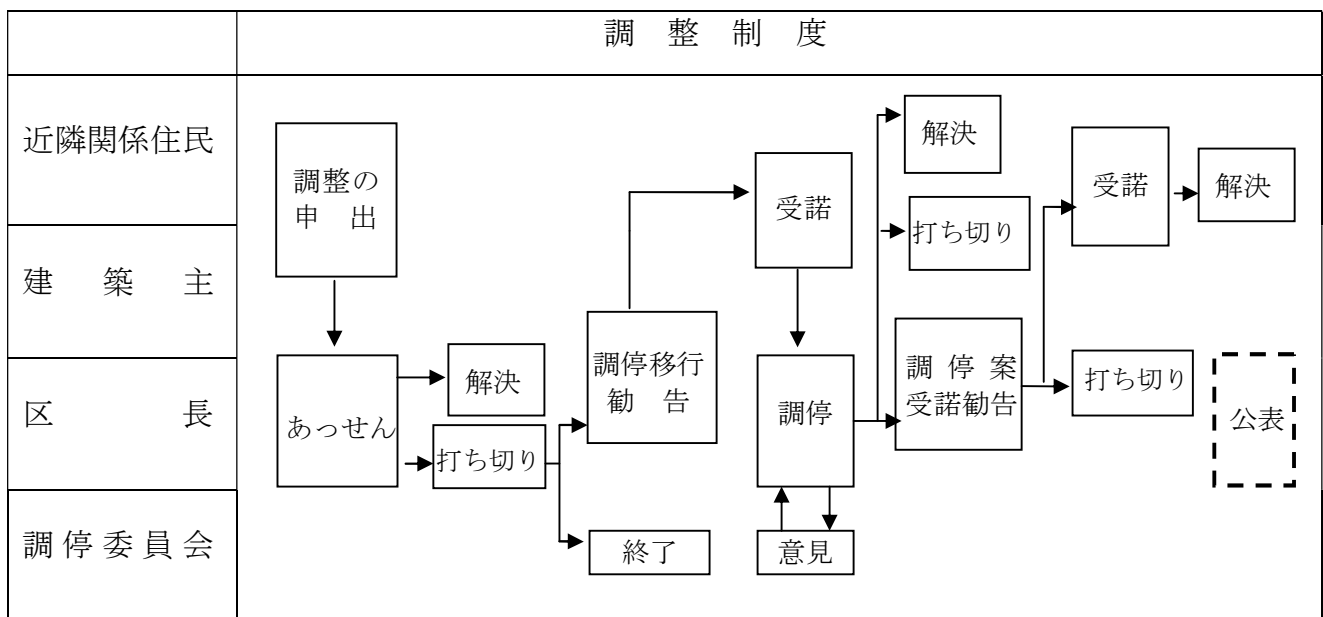 調整制度
近隣関係住民
建築主
区長
調停委員会
調整の
申出
あっせん
解決
打ち切り
調停移行
勧告
終了
受諾
調停
意見
解決
打ち切り
調停案
受諾勧告
受諾
解決
打ち切り
公表